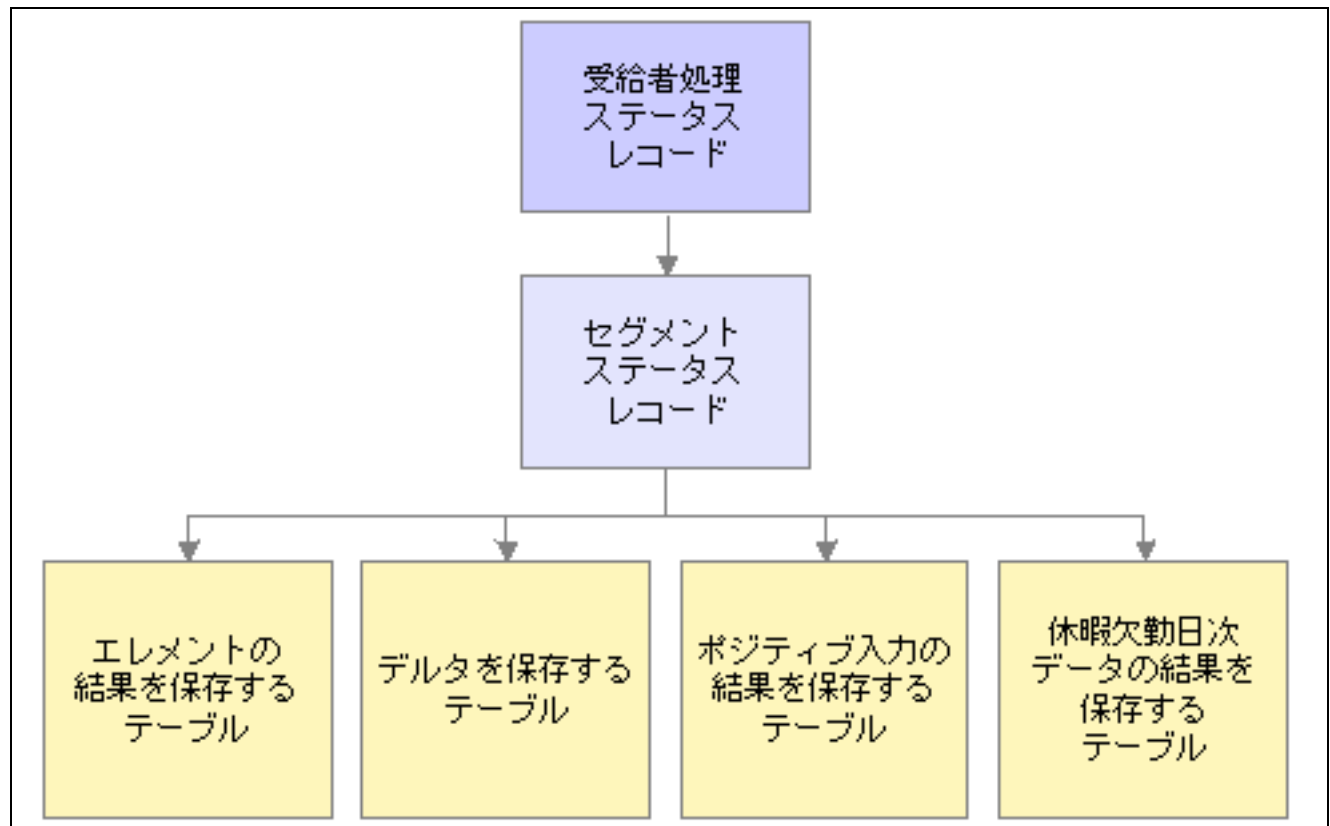 受給者処理
ステータス
レコード
セグメント
ステータス
レコード
エレメントの
結果を保存する
テーブル
デルタを保存する
テーブル
ポジティブ入力の
結果を保存する
テーブル
休暇欠勤日次
データの結果を
保存する
テーブル